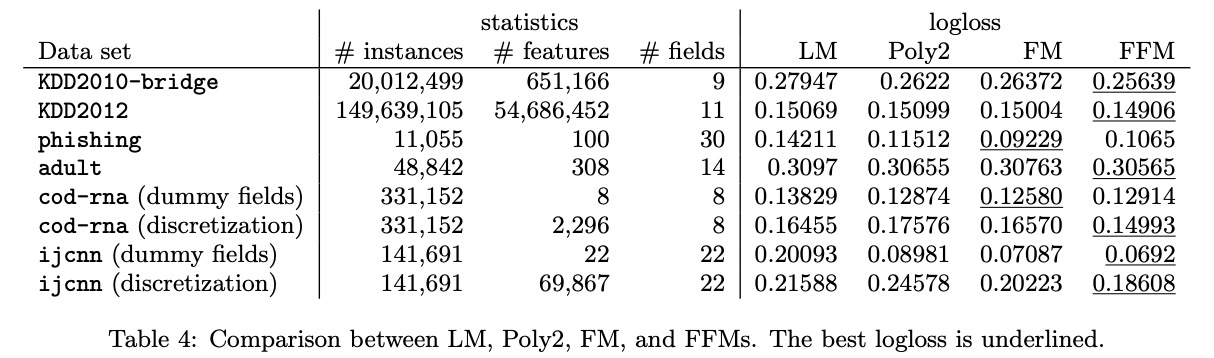 statistics logloss
Data set # instances # features # fields LM Poly2 FM FFM
KDD2010-bridge 20,012,499 651,166 9 0.27947 0.2622 0.26372 0.25639
KDD2012 149,639,105 54,686,452 11 0.15069 0.15099 0.15004 0.14906
phishing 11,055 100 30 0.14211 0.11512 0.09229 0.1065
adult 48,842 308 14 0.3097 0.30655 0.30763 0.30565
cod-rna (dummy fields) 331,152 8 8 0.13829 0.12874 0.12580 0.12914
cod-rna (discretization) 331,152 2,296 8 0.16455 0.17576 0.16570 0.14993
ijcnn (dummy fields) 141,691 22 22 0.20093 0.08981 0.07087 0.0692
ijcnn (discretization) 141,691 69,867 22 0.21588 0.24578 0.20223 0.18608
Table 4: Comparison between LM, Poly2, FM, and FFMs. The best logloss is underlined.